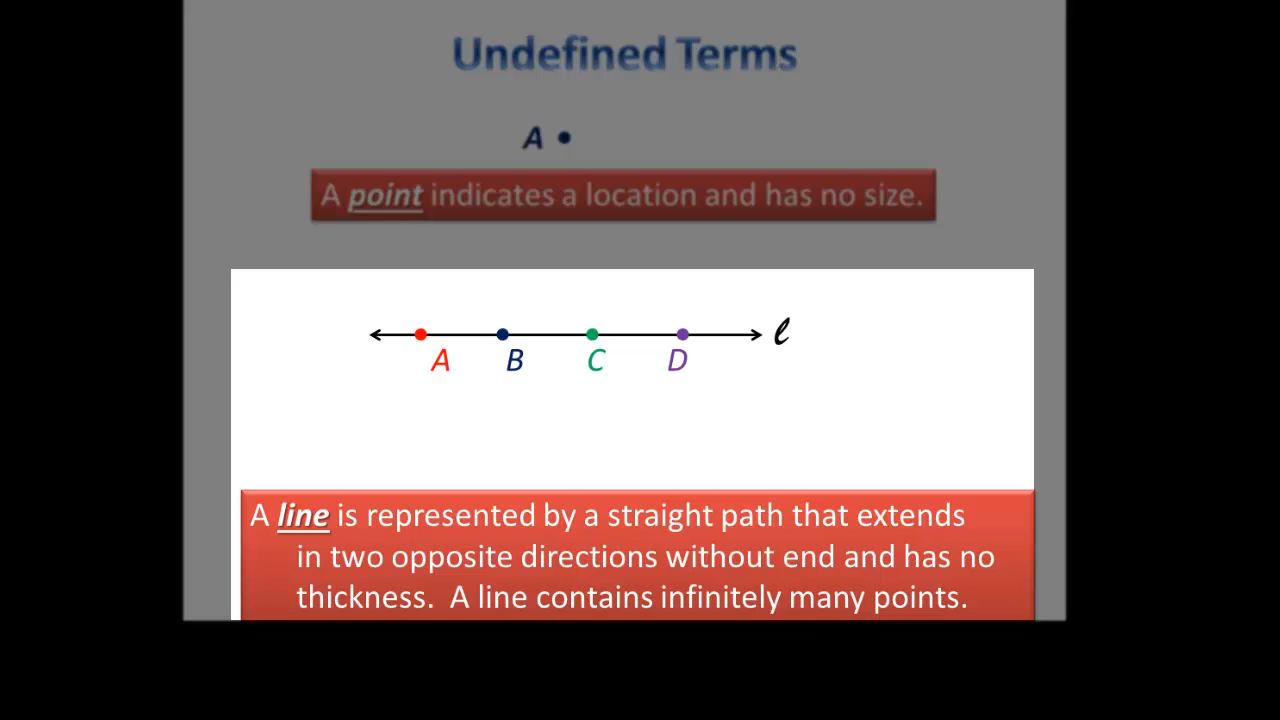 Undefined Terms
A
A point indicates a location and has no size.
ℓ
A B C D
A line is represented by a straight path that extends
in two opposite directions without end and has no
thickness. A line contains infinitely many points.